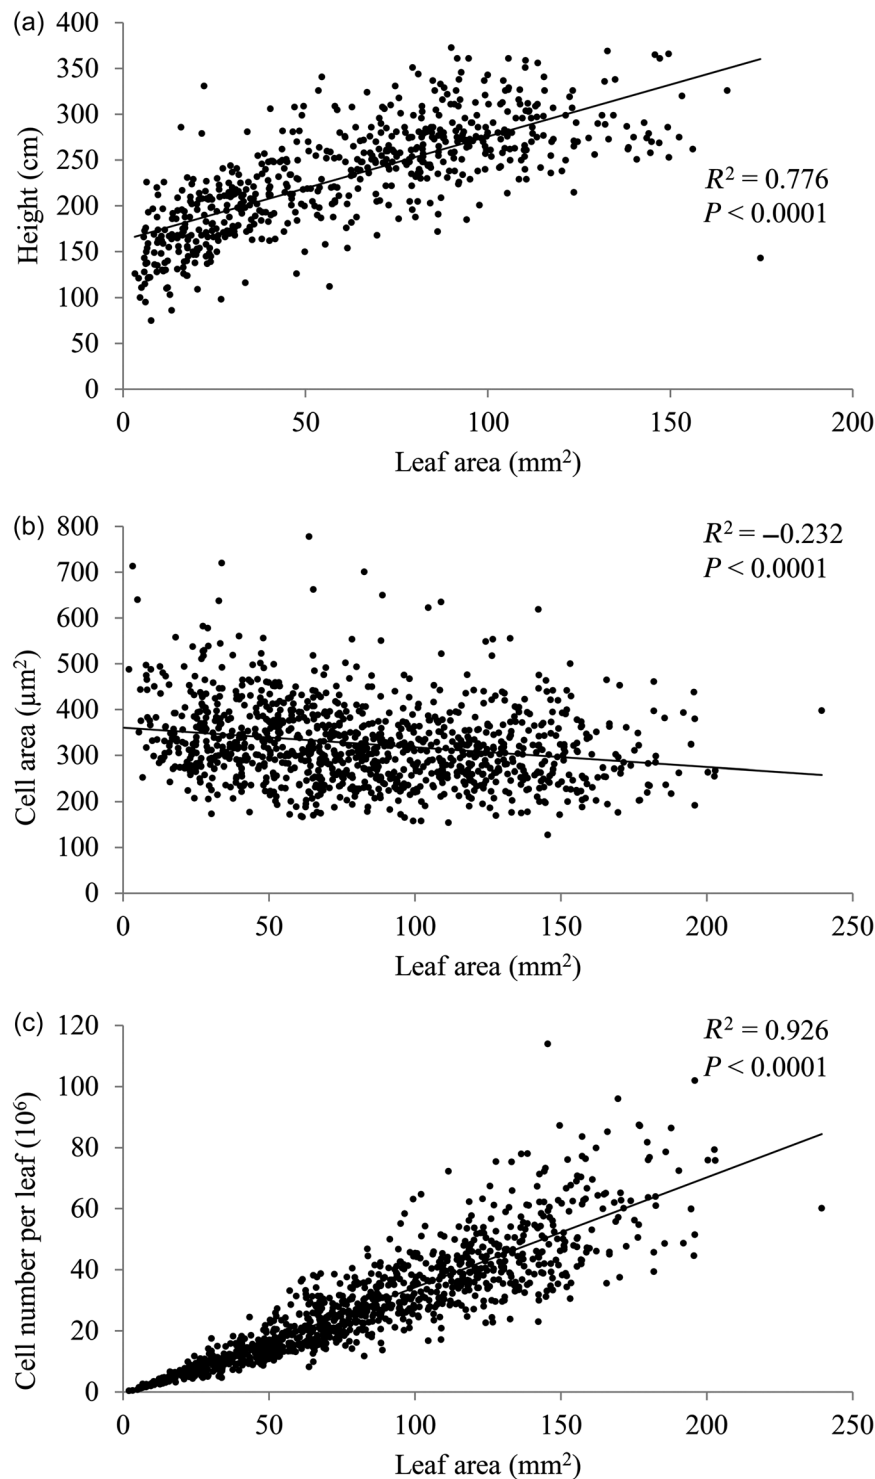 (a)
400
350
300
250
200
150
100
50
0
Height (cm)
R² = 0.776
P < 0.0001
0 50 100 150 200
Leaf area (mm²)
(b)
800
700
600
500
400
300
200
100
0
Cell area (µm²)
R² = −0.232
P < 0.0001
0 50 100 150 200 250
Leaf area (mm²)
(c)
120
100
80
60
40
20
0
Cell number per leaf (10⁶)
R² = 0.926
P < 0.0001
0 50 100 150 200 250
Leaf area (mm²)